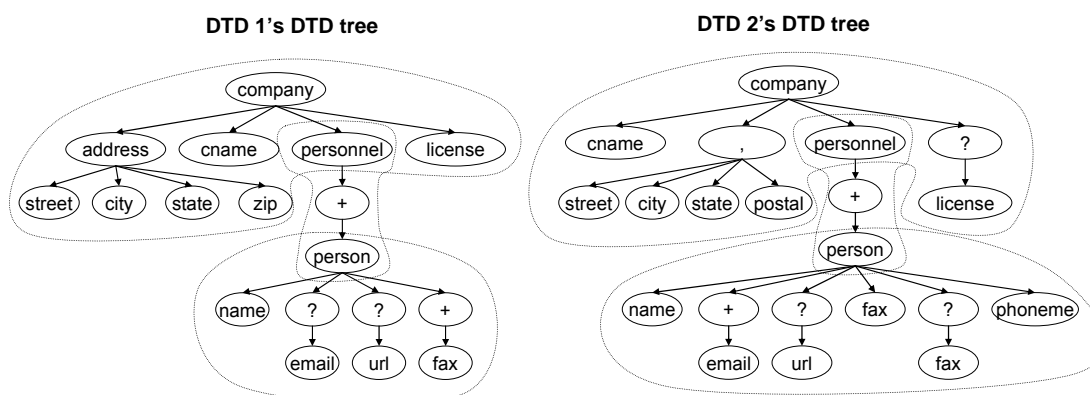 DTD 1's DTD tree
company
address cname personnel license
street city state zip
+
person
name ? ? +
email url fax
DTD 2's DTD tree
company
cname , personnel ?
street city state postal + license
person
name + ? fax ? phoneme
email url fax